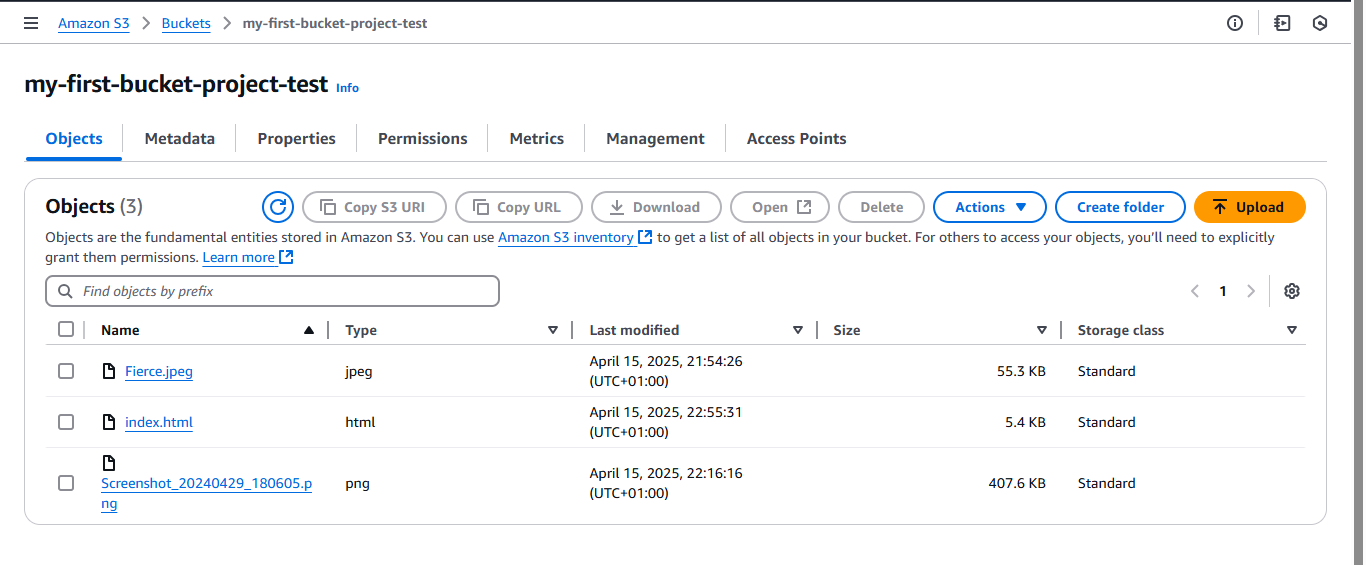 Amazon S3 > Buckets > my-first-bucket-project-test
my-first-bucket-project-test Info
Objects Metadata Properties Permissions Metrics Management Access Points
Objects (3) Copy S3 URI Copy URL Download Open Delete Actions Create folder Upload
Objects are the fundamental entities stored in Amazon S3. You can use Amazon S3 inventory to get a list of all objects in your bucket. For others to access your objects, you’ll need to explicitly
grant them permissions. Learn more
Find objects by prefix < 1 >
Name Type Last modified Size Storage class
Fierce.jpeg jpeg April 15, 2025, 21:54:26 55.3 KB Standard
(UTC+01:00)
index.html html April 15, 2025, 22:55:31 5.4 KB Standard
(UTC+01:00)
Screenshot_20240429_180605.p png April 15, 2025, 22:16:16 407.6 KB Standard
ng (UTC+01:00)